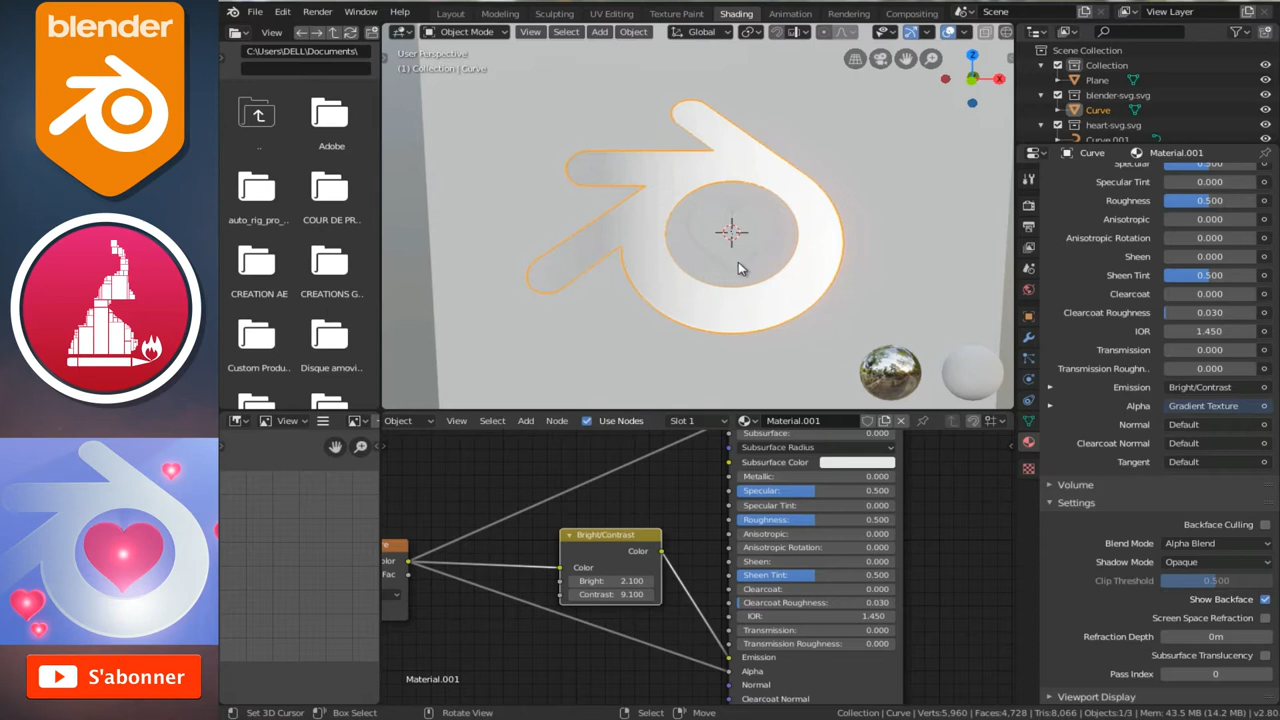 blender
S'abonner
File Edit Render Window Help Layout Modeling Sculpting UV Editing Texture Paint Shading Animation Rendering Compositing Scene View Layer
View
C:\Users\DELL\Documents\
..
Adobe
auto_rig_pro_
COUR DE PR...
CREATION AE
CREATIONS G...
Custom Produ...
Disque amovi...
Object Mode View Select Add Object Global
User Perspective
(1) Collection | Curve
Z
X
Scene Collection
Collection
Plane
blender-svg.svg
Curve
heart-svg.svg
Curve.001
Curve Material.001
Specular 0.500
Specular Tint 0.000
Roughness 0.500
Anisotropic 0.000
Anisotropic Rotation 0.000
Sheen 0.000
Sheen Tint 0.500
Clearcoat 0.000
Clearcoat Roughness 0.030
IOR 1.450
Transmission 0.000
Transmission Roughn... 0.000
Emission Bright/Contrast
Alpha Gradient Texture
Normal Default
Clearcoat Normal Default
Tangent Default
Volume
Settings
Backface Culling
Blend Mode Alpha Blend
Shadow Mode Opaque
Clip Threshold 0.500
Show Backface
Screen Space Refraction
Refraction Depth 0m
Subsurface Translucency
Pass Index 0
Viewport Display
View
Object View Select Add Node Use Nodes Slot 1 Material.001
Color
Fac
Bright/Contrast
Color
Color
Bright: 2.100
Contrast: 9.100
Subsurface: 0.000
Subsurface Radius
Subsurface Color
Metallic: 0.000
Specular: 0.500
Specular Tint: 0.000
Roughness: 0.500
Anisotropic: 0.000
Anisotropic Rotation: 0.000
Sheen: 0.000
Sheen Tint: 0.500
Clearcoat: 0.000
Clearcoat Roughness: 0.030
IOR: 1.450
Transmission: 0.000
Transmission Roughness: 0.000
Emission
Alpha
Normal
Clearcoat Normal
Material.001
Set 3D Cursor Box Select Rotate View Select Move Collection | Curve | Verts:5,960 | Faces:4,728 | Tris:8,066 | Objects:1/3 | Mem: 43.5 MB (14.2 MB) | v2.80